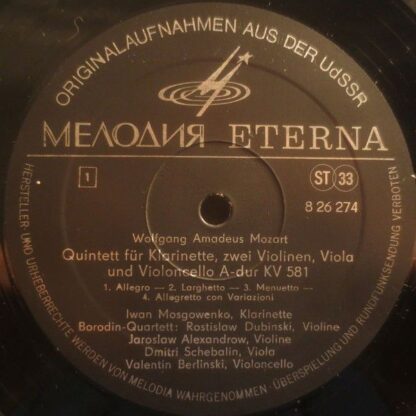 ORIGINALAUFNAHMEN AUS DER UdSSR
МЕЛОДИЯ ETERNA
1
ST 33
8 26 274
Wolfgang Amadeus Mozart
Quintett für Klarinette, zwei Violinen, Viola
und Violoncello A-dur KV 581
1. Allegro — 2. Larghetto — 3. Menuetto —
4. Allegretto con Variazioni
Iwan Mosgowenko, Klarinette
Borodin-Quartett: Rostislaw Dubinski, Violine
Jaroslaw Alexandrow, Violine
Dmitri Schebalin, Viola
Valentin Berlinski, Violoncello
HERSTELLER UND URHEBERRECHTE WERDEN VON MELODIA WAHRGENOMMEN · ÜBERSPIELUNG UND RUNDFUNKSENDUNG VERBOTEN